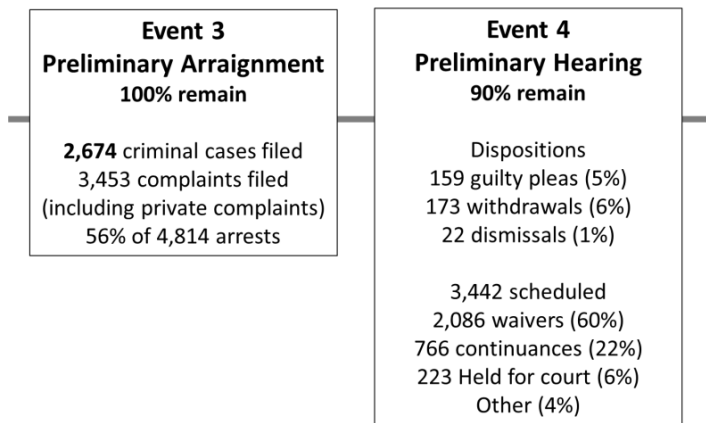 Event 3
Preliminary Arraignment
100% remain
2,674 criminal cases filed
3,453 complaints filed
(including private complaints)
56% of 4,814 arrests
Event 4
Preliminary Hearing
90% remain
Dispositions
159 guilty pleas (5%)
173 withdrawals (6%)
22 dismissals (1%)
3,442 scheduled
2,086 waivers (60%)
766 continuances (22%)
223 Held for court (6%)
Other (4%)